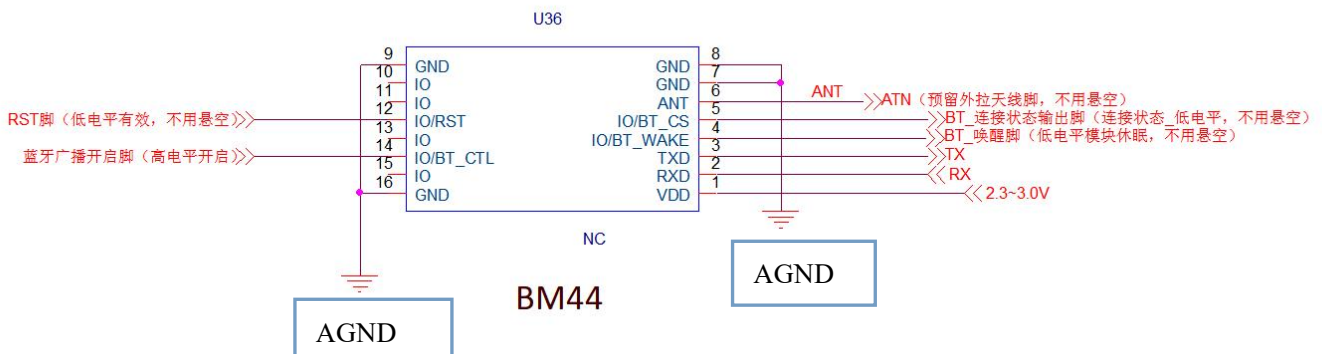 U36
9
GND
10
IO
11
IO
12
IO/RST
13
IO
14
IO/BT_CTL
15
IO
16
GND
8
GND
7
GND
6
ANT
5
IO/BT_CS
4
IO/BT_WAKE
3
TXD
2
RXD
1
VDD
RST脚（低电平有效，不用悬空）
蓝牙广播开启脚（高电平开启）
ANT
ATN（预留外拉天线脚，不用悬空）
BT_连接状态输出脚（连接状态_低电平，不用悬空）
BT_唤醒脚（低电平模块休眠，不用悬空）
TX
RX
2.3~3.0V
NC
BM44
AGND
AGND